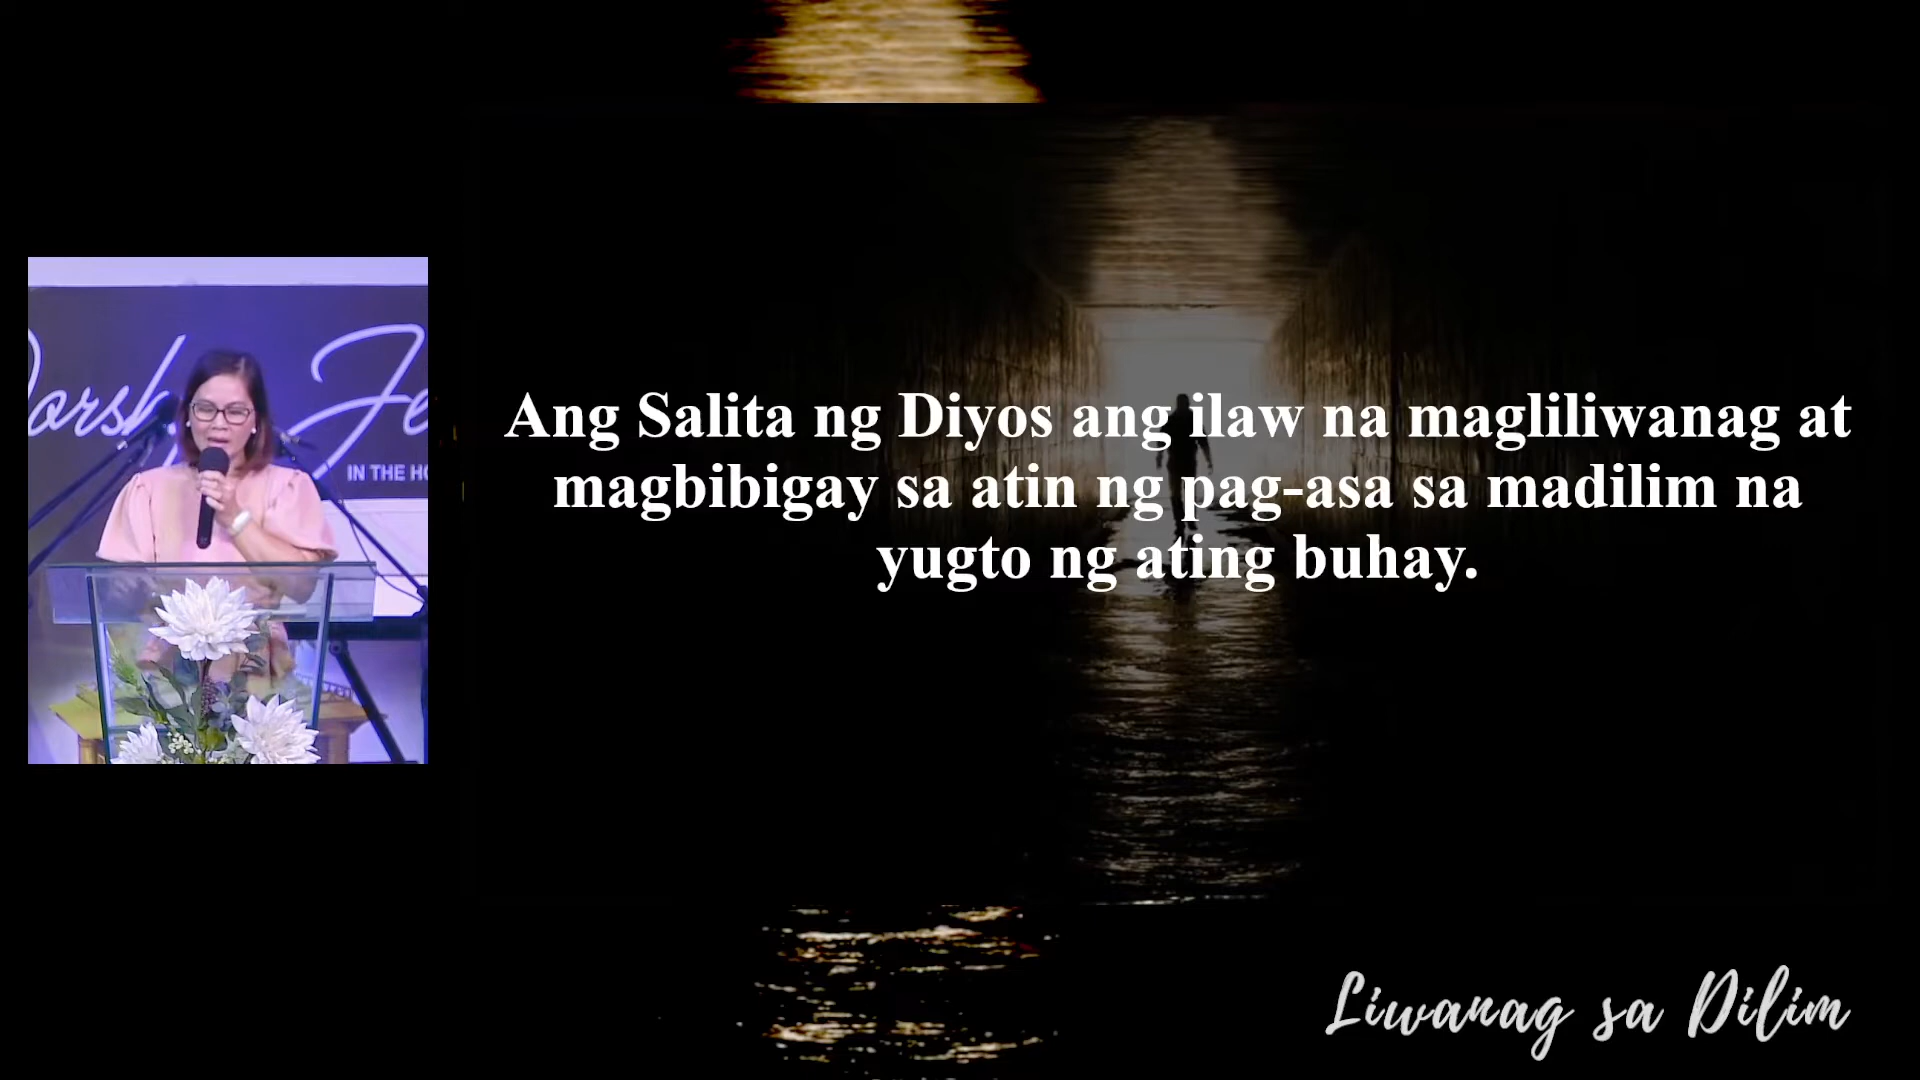 Ang Salita ng Diyos ang ilaw na magliliwanag at
magbibigay sa atin ng pag-asa sa madilim na
yugto ng ating buhay.
IN THE
Liwanag sa Dilim